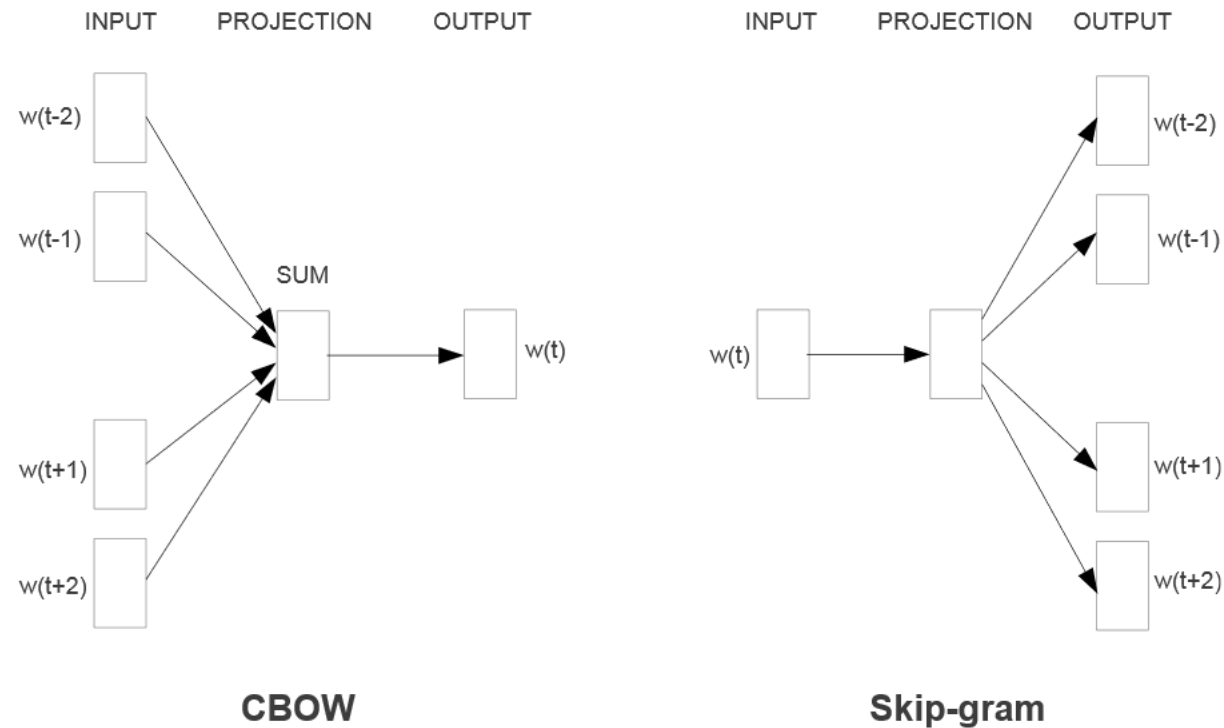 INPUT PROJECTION OUTPUT
w(t-2)
w(t-1)
SUM
w(t)
w(t+1)
w(t+2)
CBOW
INPUT PROJECTION OUTPUT
w(t-2)
w(t-1)
w(t)
w(t+1)
w(t+2)
Skip-gram